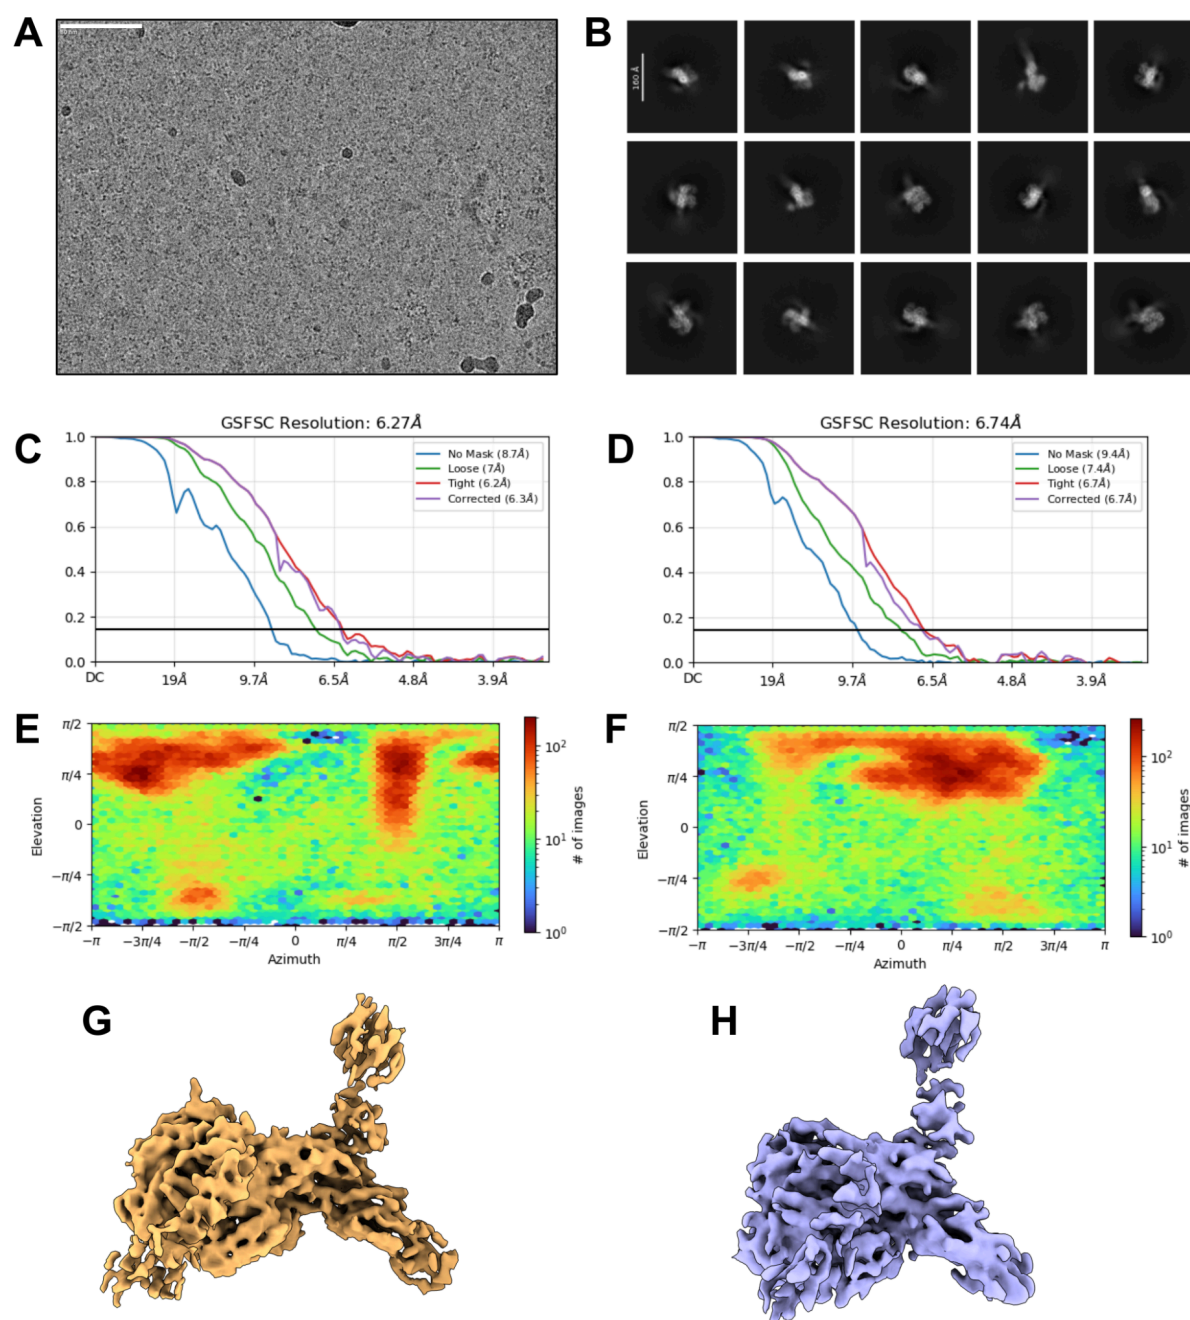 A
B
160 Å
C
GSFSC Resolution: 6.27Å
No Mask (8.7Å)
Loose (7Å)
Tight (6.2Å)
Corrected (6.3Å)
1.0
0.8
0.6
0.4
0.2
0.0
DC
19Å
9.7Å
6.5Å
4.8Å
3.9Å
D
GSFSC Resolution: 6.74Å
No Mask (9.4Å)
Loose (7.4Å)
Tight (6.7Å)
Corrected (6.7Å)
1.0
0.8
0.6
0.4
0.2
0.0
DC
19Å
9.7Å
6.5Å
4.8Å
3.9Å
E
π/2
π/4
0
−π/4
−π/2
Elevation
−π
−3π/4
−π/2
−π/4
0
π/4
π/2
3π/4
π
Azimuth
10²
10¹
10⁰
# of images
F
π/2
π/4
0
−π/4
−π/2
Elevation
−π
−3π/4
−π/2
−π/4
0
π/4
π/2
3π/4
π
Azimuth
10²
10¹
10⁰
# of images
G
H